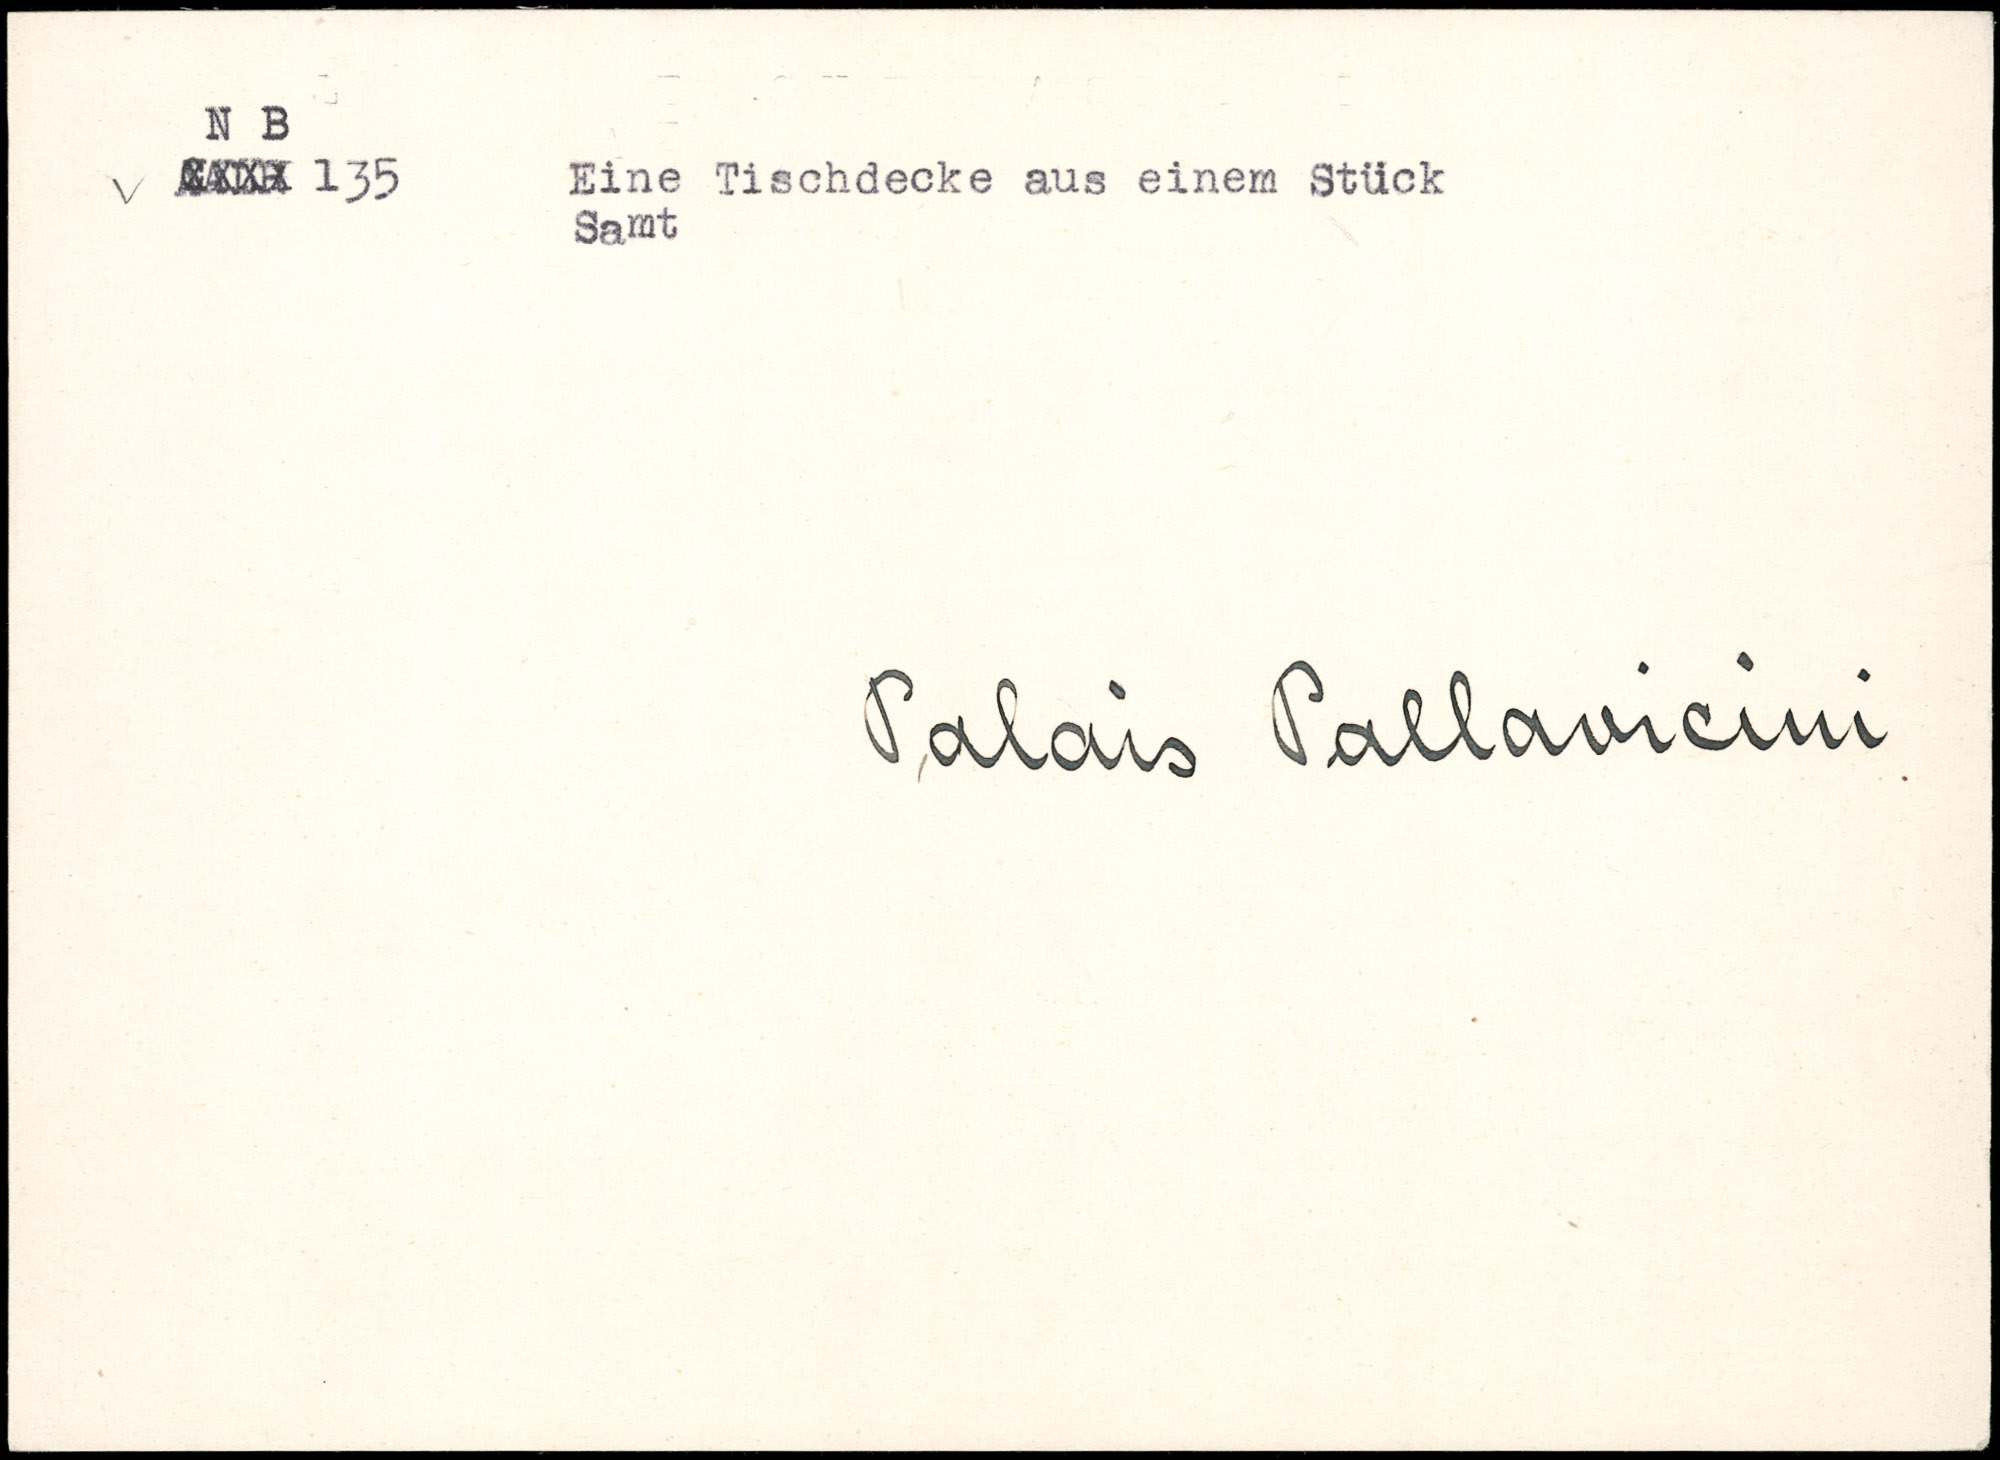 N B
135 Eine Tischdecke aus einem Stück
Samt
Palais Pallavicini